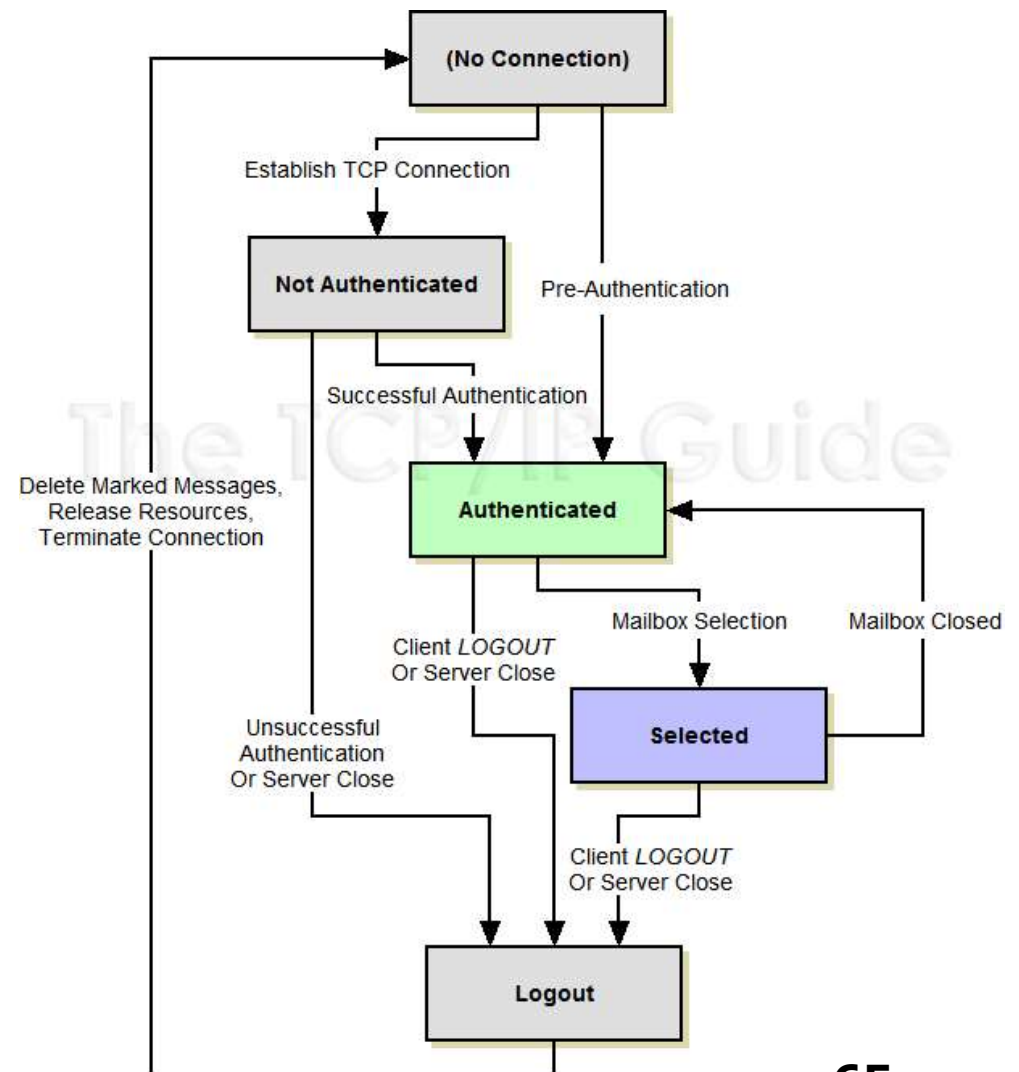 (No Connection)
Establish TCP Connection
Not Authenticated
Pre-Authentication
Successful Authentication
The TCP/IP Guide
Delete Marked Messages,
Release Resources,
Terminate Connection
Authenticated
Mailbox Selection
Mailbox Closed
Client LOGOUT
Or Server Close
Selected
Unsuccessful
Authentication
Or Server Close
Client LOGOUT
Or Server Close
Logout